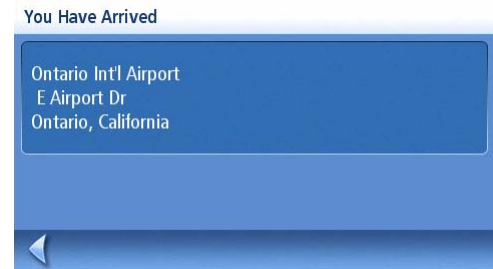 You Have Arrived
Ontario Int'l Airport
E Airport Dr
Ontario, California